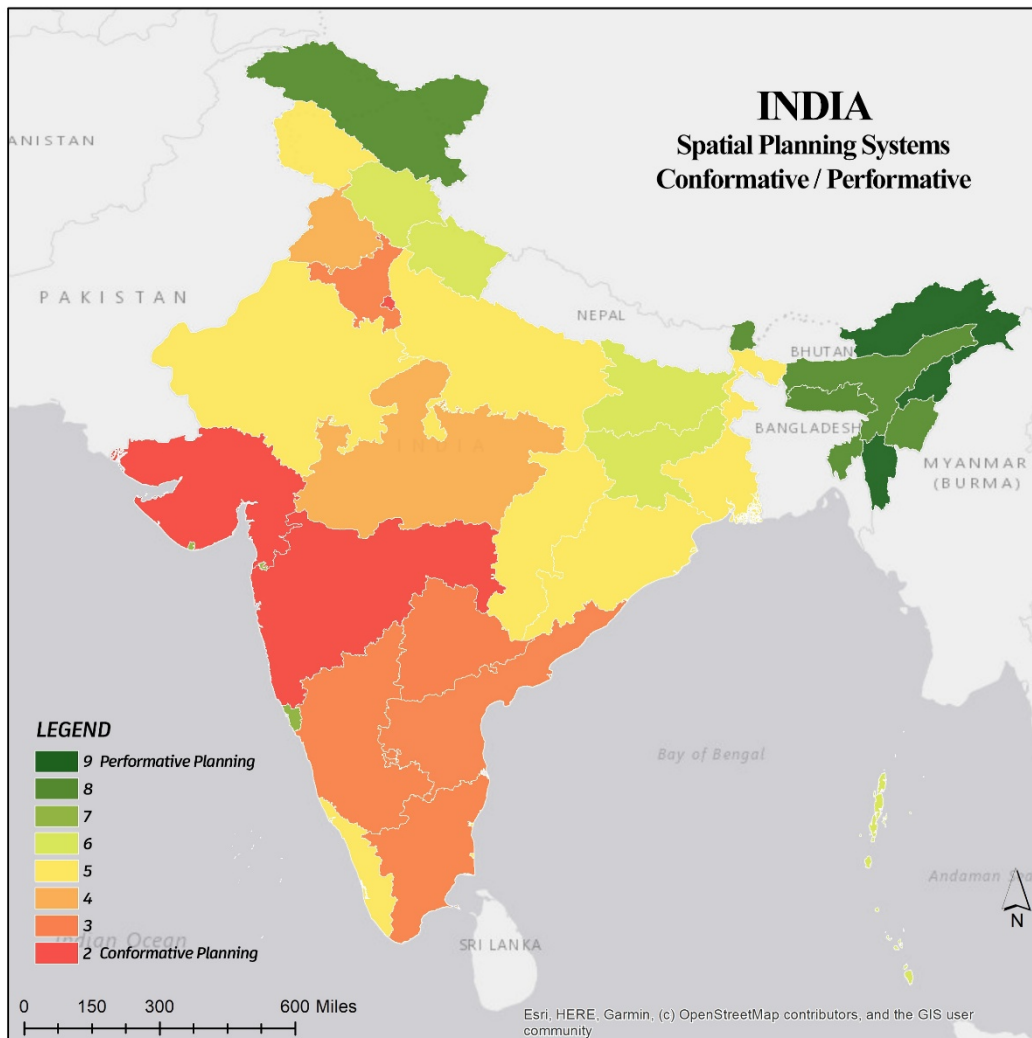 INDIA
Spatial Planning Systems
Conformative / Performative
ANISTAN
PAKISTAN
NEPAL
BHUTAN
BANGLADESH
INDIA
MYANMAR
(BURMA)
Bay of Bengal
Andaman Sea
Indian Ocean
SRI LANKA
LEGEND
9 Performative Planning
8
7
6
5
4
3
2 Conformative Planning
N
0 150 300 600 Miles
Esri, HERE, Garmin, (c) OpenStreetMap contributors, and the GIS user
community